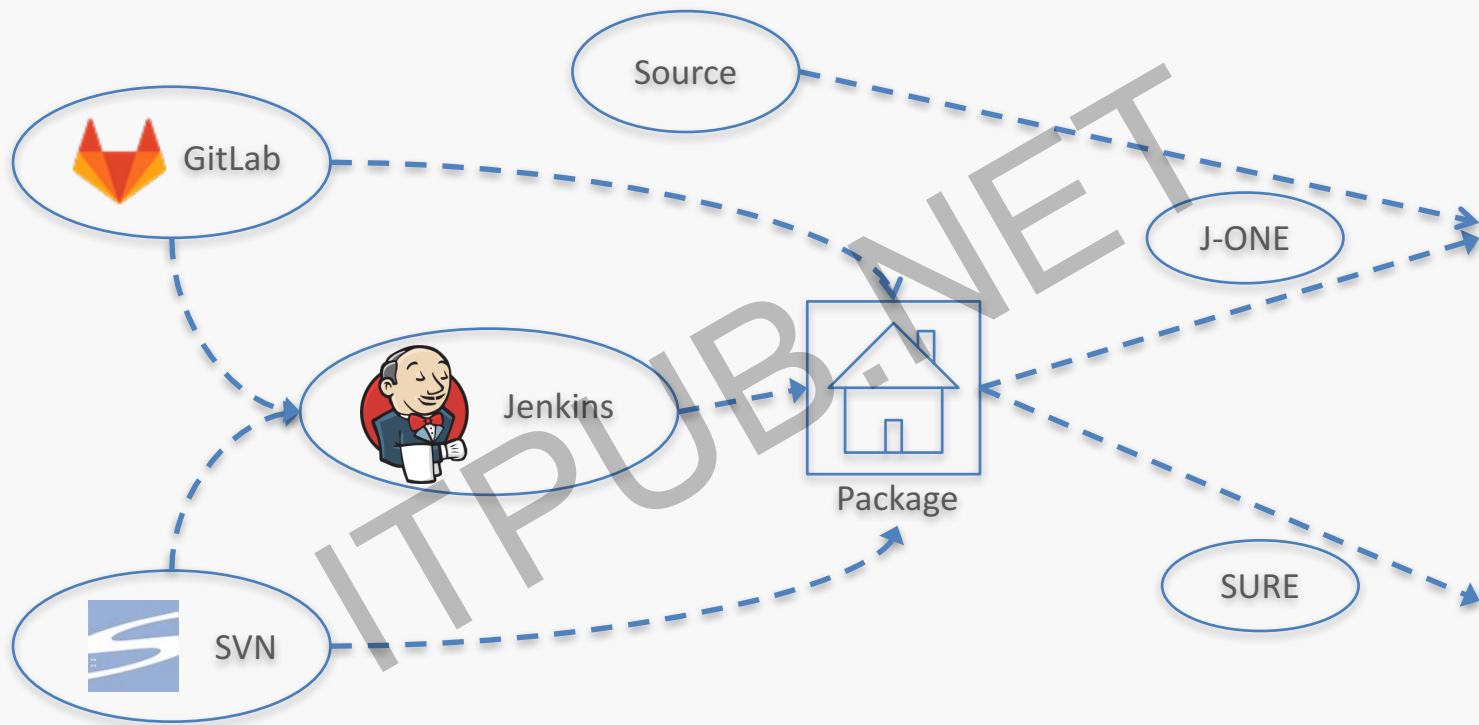 Source
GitLab
J-ONE
Jenkins
Package
SURE
SVN
ITPUB.NET